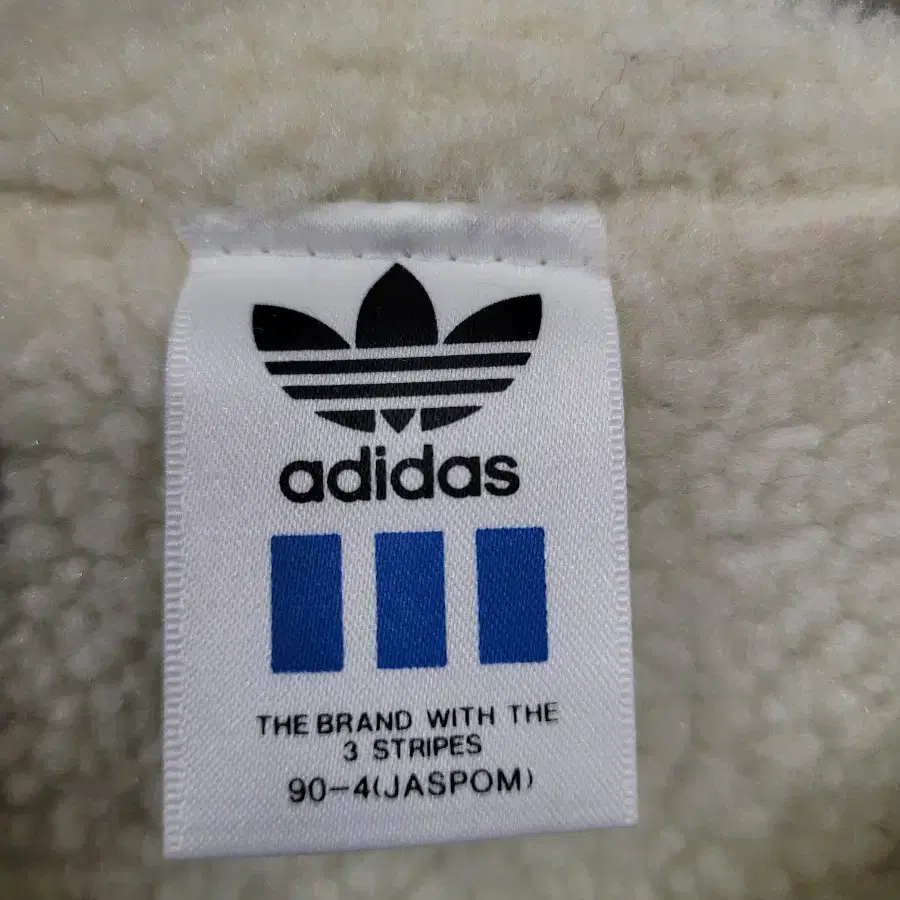 adidas
THE BRAND WITH THE
3 STRIPES
90-4(JASPOM)